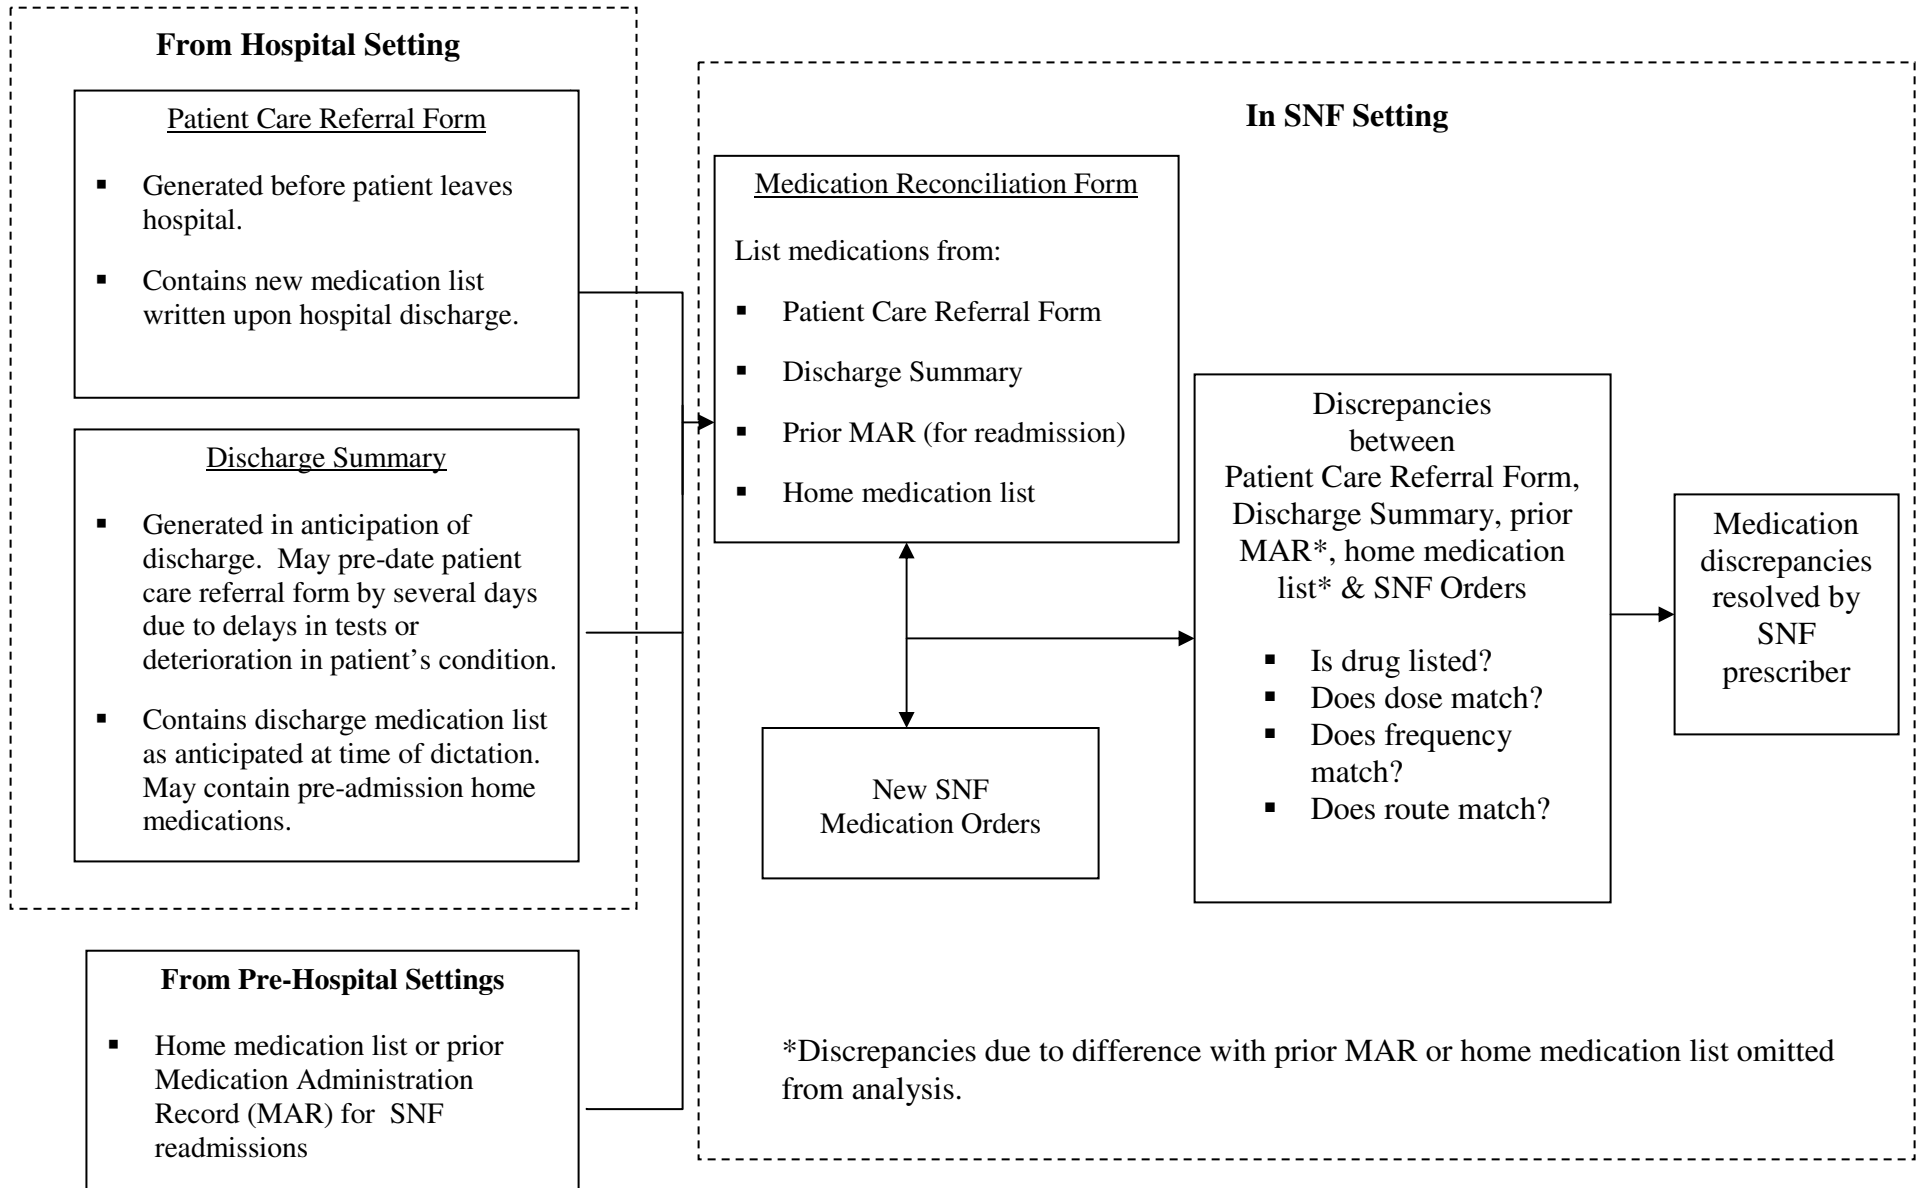 From Hospital Setting
Patient Care Referral Form
▪ Generated before patient leaves
hospital.
▪ Contains new medication list
written upon hospital discharge.
Discharge Summary
▪ Generated in anticipation of
discharge.  May pre-date patient
care referral form by several days
due to delays in tests or
deterioration in patient’s condition.
▪ Contains discharge medication list
as anticipated at time of dictation.
May contain pre-admission home
medications.
From Pre-Hospital Settings
▪ Home medication list or prior
Medication Administration
Record (MAR) for  SNF
readmissions
In SNF Setting
Medication Reconciliation Form
List medications from:
▪ Patient Care Referral Form
▪ Discharge Summary
▪ Prior MAR (for readmission)
▪ Home medication list
New SNF
Medication Orders
Discrepancies
between
Patient Care Referral Form,
Discharge Summary, prior
MAR*, home medication
list* & SNF Orders
▪ Is drug listed?
▪ Does dose match?
▪ Does frequency
match?
▪ Does route match?
Medication
discrepancies
resolved by
SNF
prescriber
*Discrepancies due to difference with prior MAR or home medication list omitted
from analysis.